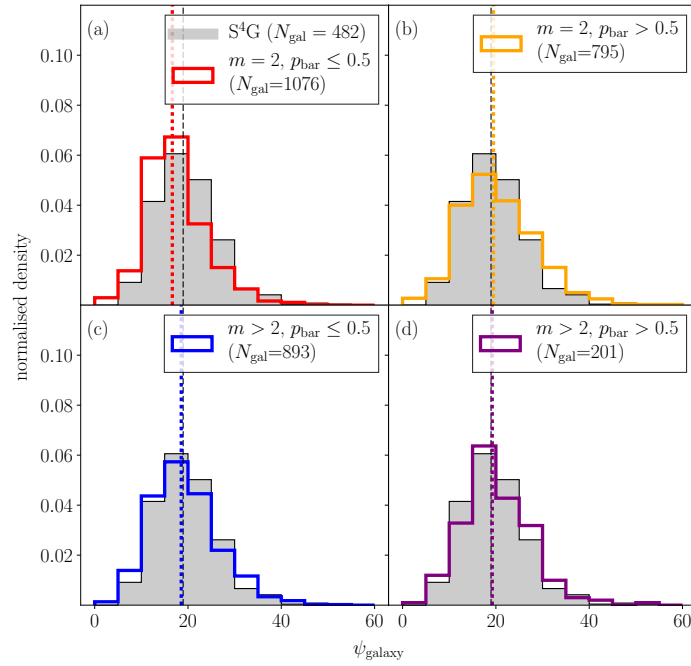 (a)
S⁴G (N_gal = 482)
m = 2, p_bar ≤ 0.5
(N_gal=1076)
(b)
m = 2, p_bar > 0.5
(N_gal=795)
0.12
0.10
0.08
0.06
0.04
0.02
(c)
m > 2, p_bar ≤ 0.5
(N_gal=893)
(d)
m > 2, p_bar > 0.5
(N_gal=201)
0.10
0.08
0.06
0.04
0.02
normalised density
0 20 40 60 0 20 40 60
ψ_galaxy